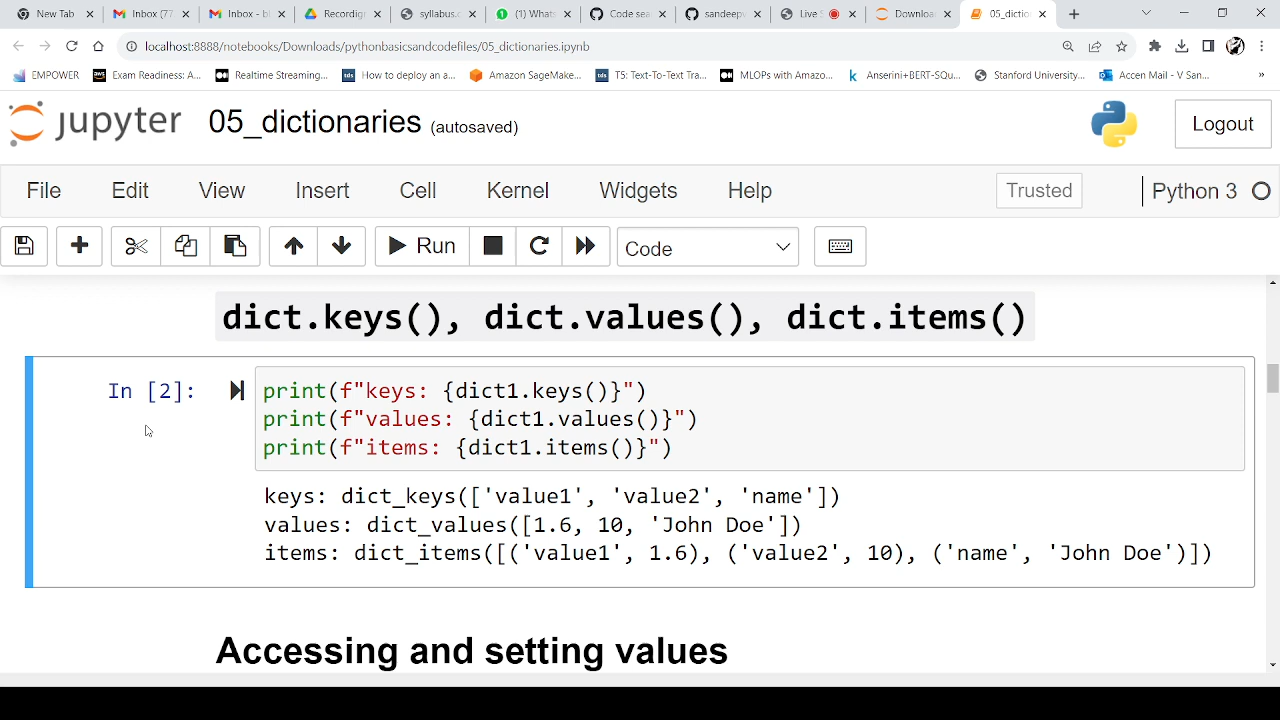 New Tab
Inbox (77
Inbox - bl
Recording
syllabus.c
(1) What
Code sea
sandeep
Live
Downloa
05_dictio
localhost:8888/notebooks/Downloads/pythonbasicsandcodefiles/05_dictionaries.ipynb
EMPOWER
Exam Readiness: A...
Realtime Streaming...
How to deploy an a...
Amazon SageMake...
T5: Text-To-Text Tra...
MLOPs with Amazo...
Anserini+BERT-SQu...
Stanford University...
Accen Mail - V San...
»
jupyter 05_dictionaries (autosaved)
Logout
File Edit View Insert Cell Kernel Widgets Help
Trusted
Python 3
Run
Code
dict.keys(), dict.values(), dict.items()
In [2]:
print(f"keys: {dict1.keys()}")
print(f"values: {dict1.values()}")
print(f"items: {dict1.items()}")
keys: dict_keys(['value1', 'value2', 'name'])
values: dict_values([1.6, 10, 'John Doe'])
items: dict_items([('value1', 1.6), ('value2', 10), ('name', 'John Doe')])
Accessing and setting values